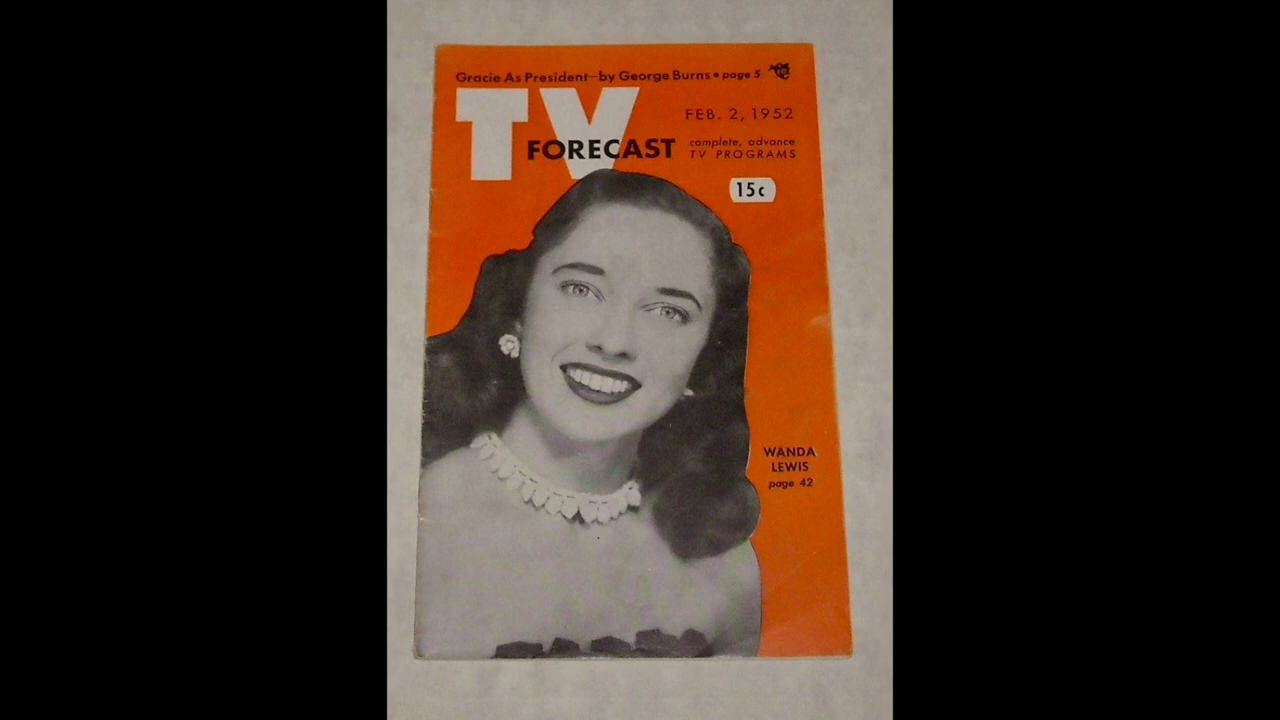 Gracie As President—by George Burns • page 5
TV
FORECAST
FEB. 2, 1952
complete, advance
TV PROGRAMS
15c
WANDA
LEWIS
page 42